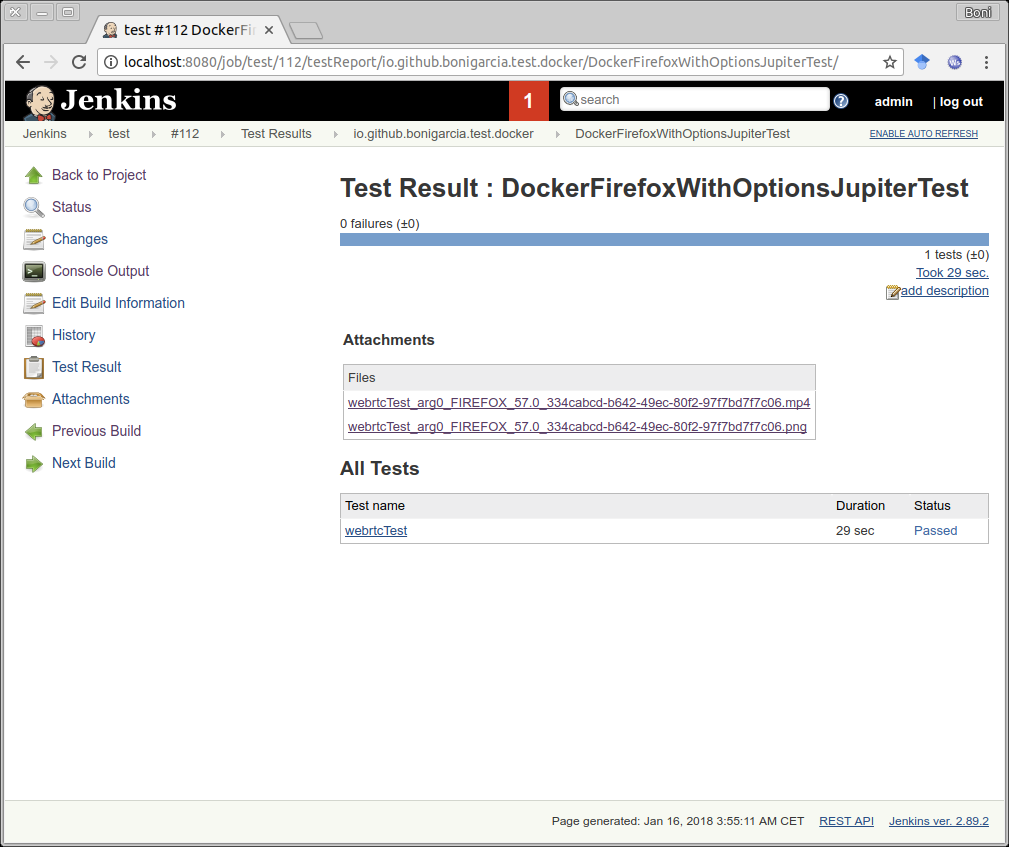 Boni
test #112 DockerFir
localhost:8080/job/test/112/testReport/io.github.bonigarcia.test.docker/DockerFirefoxWithOptionsJupiterTest/
Jenkins
1
search
admin
| log out
Jenkins
test
#112
Test Results
io.github.bonigarcia.test.docker
DockerFirefoxWithOptionsJupiterTest
ENABLE AUTO REFRESH
Back to Project
Status
Changes
Console Output
Edit Build Information
History
Test Result
Attachments
Previous Build
Next Build
Test Result : DockerFirefoxWithOptionsJupiterTest
0 failures (±0)
1 tests (±0)
Took 29 sec.
add description
Attachments
Files
webrtcTest_arg0_FIREFOX_57.0_334cabcd-b642-49ec-80f2-97f7bd7f7c06.mp4
webrtcTest_arg0_FIREFOX_57.0_334cabcd-b642-49ec-80f2-97f7bd7f7c06.png
All Tests
Test name Duration Status
webrtcTest 29 sec Passed
Page generated: Jan 16, 2018 3:55:11 AM CET REST API Jenkins ver. 2.89.2